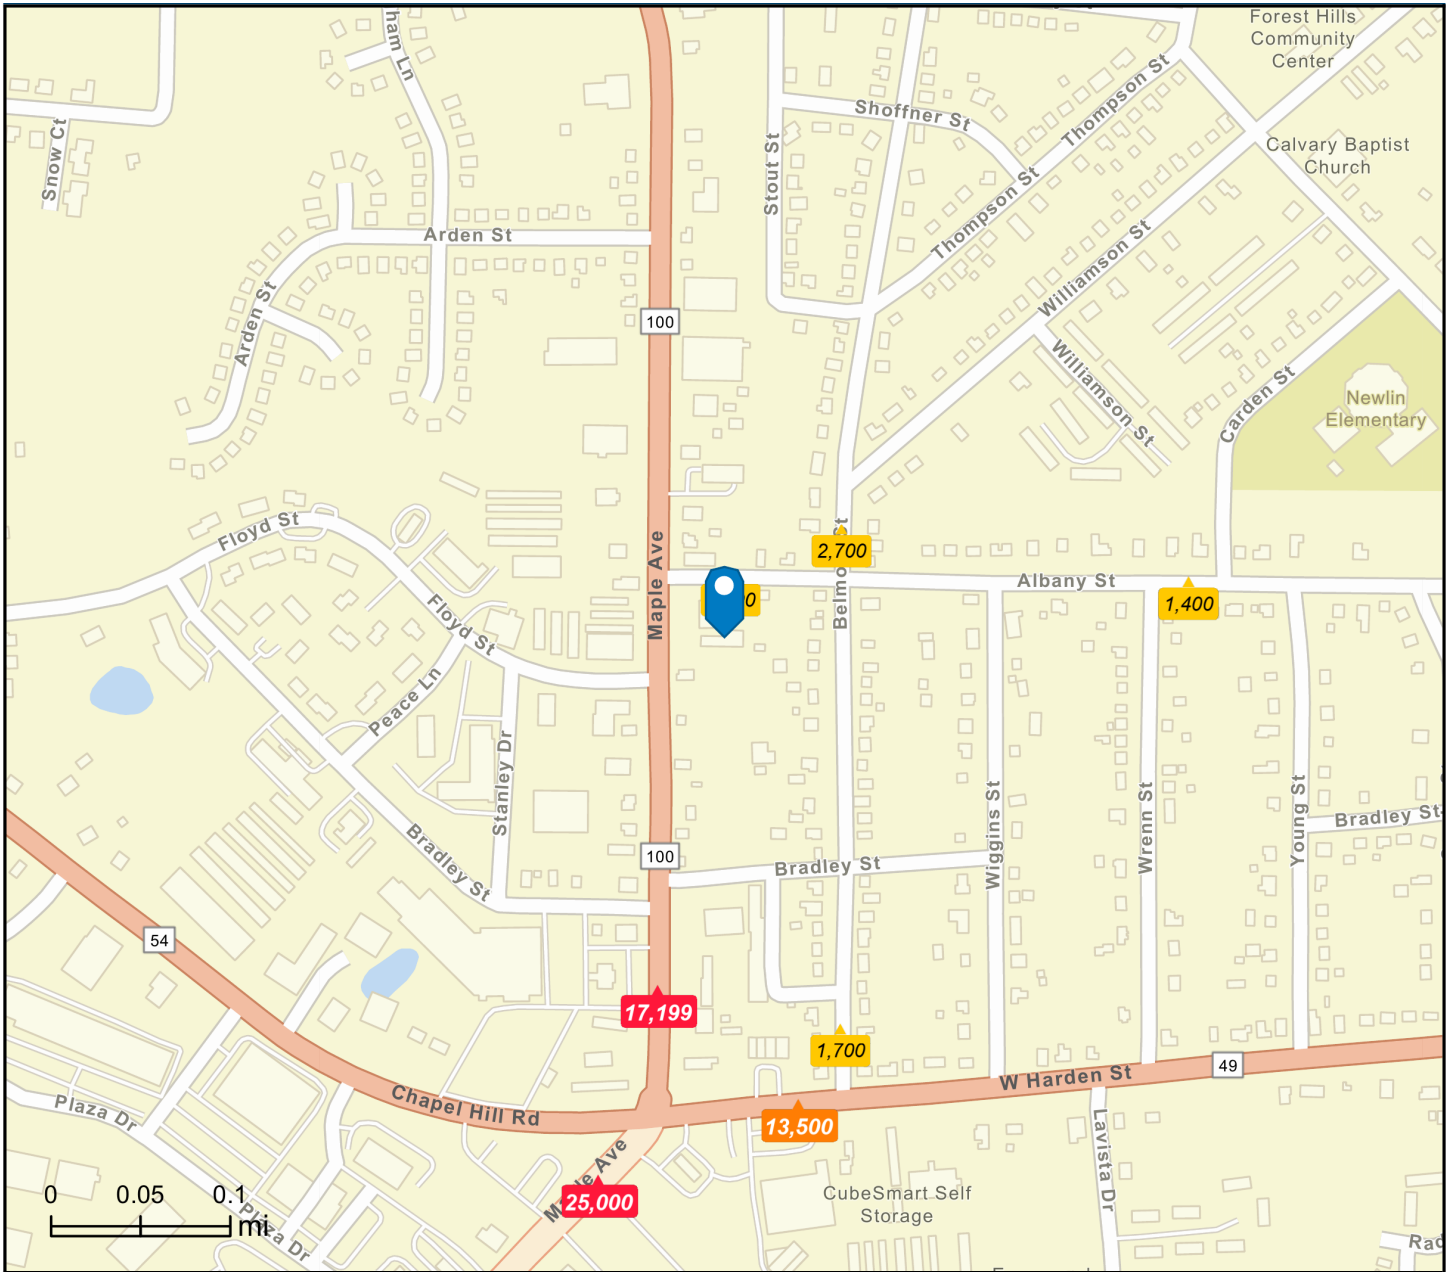 Forest Hills
Community
Center
Shoffner St
Thompson St
Snow Ct
Stout St
Calvary Baptist
Church
Thompson St
Arden St
Williamson St
100
Arden St
Williamson St
Carden St
Newlin
Elementary
Floyd St
2,700
Maple Ave
Albany St
1,400
Floyd St
Peace Ln
Stanley Dr
Wiggins St
Wrenn St
Young St
Bradley St
Bradley St
100
Bradley St
54
17,199
1,700
49
W Harden St
Chapel Hill Rd
Plaza Dr
13,500
Lavista Dr
Maple Ave
25,000
CubeSmart Self
Storage
0 0.05 0.1
mi
Plaza Dr